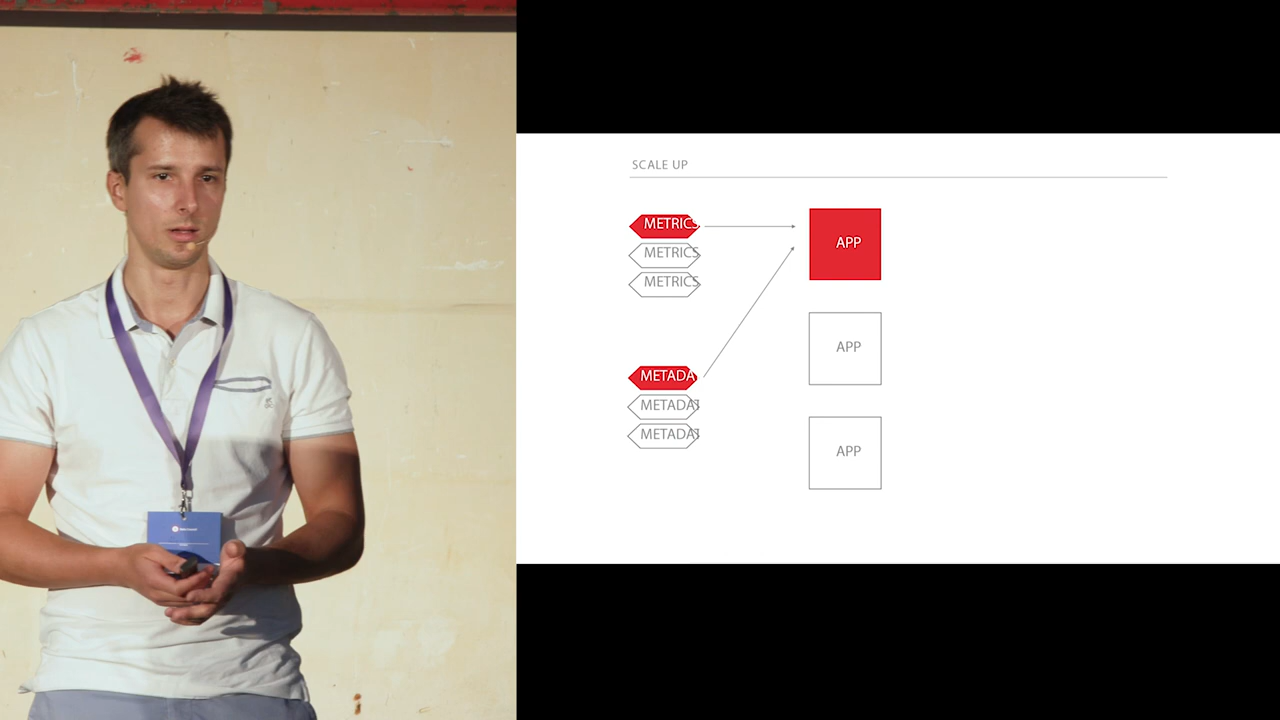 SCALE UP
METRICS
METRICS
METRICS
APP
APP
METADA
METADAT
METADAT
APP